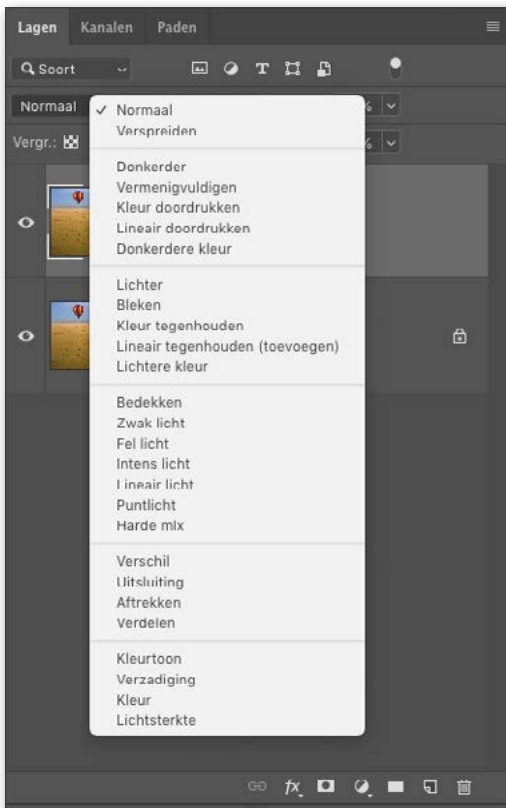 Lagen Kanalen Paden
Soort
T
Normaal %
Vergr.: %
✓ Normaal
Verspreiden
Donkerder
Vermenigvuldigen
Kleur doordrukken
Lineair doordrukken
Donkerdere kleur
Lichter
Bleken
Kleur tegenhouden
Lineair tegenhouden (toevoegen)
Lichtere kleur
Bedekken
Zwak licht
Fel licht
Intens licht
Lineair licht
Puntlicht
Harde mix
Verschil
Uitsluiting
Aftrekken
Verdelen
Kleurtoon
Verzadiging
Kleur
Lichtsterkte
fx